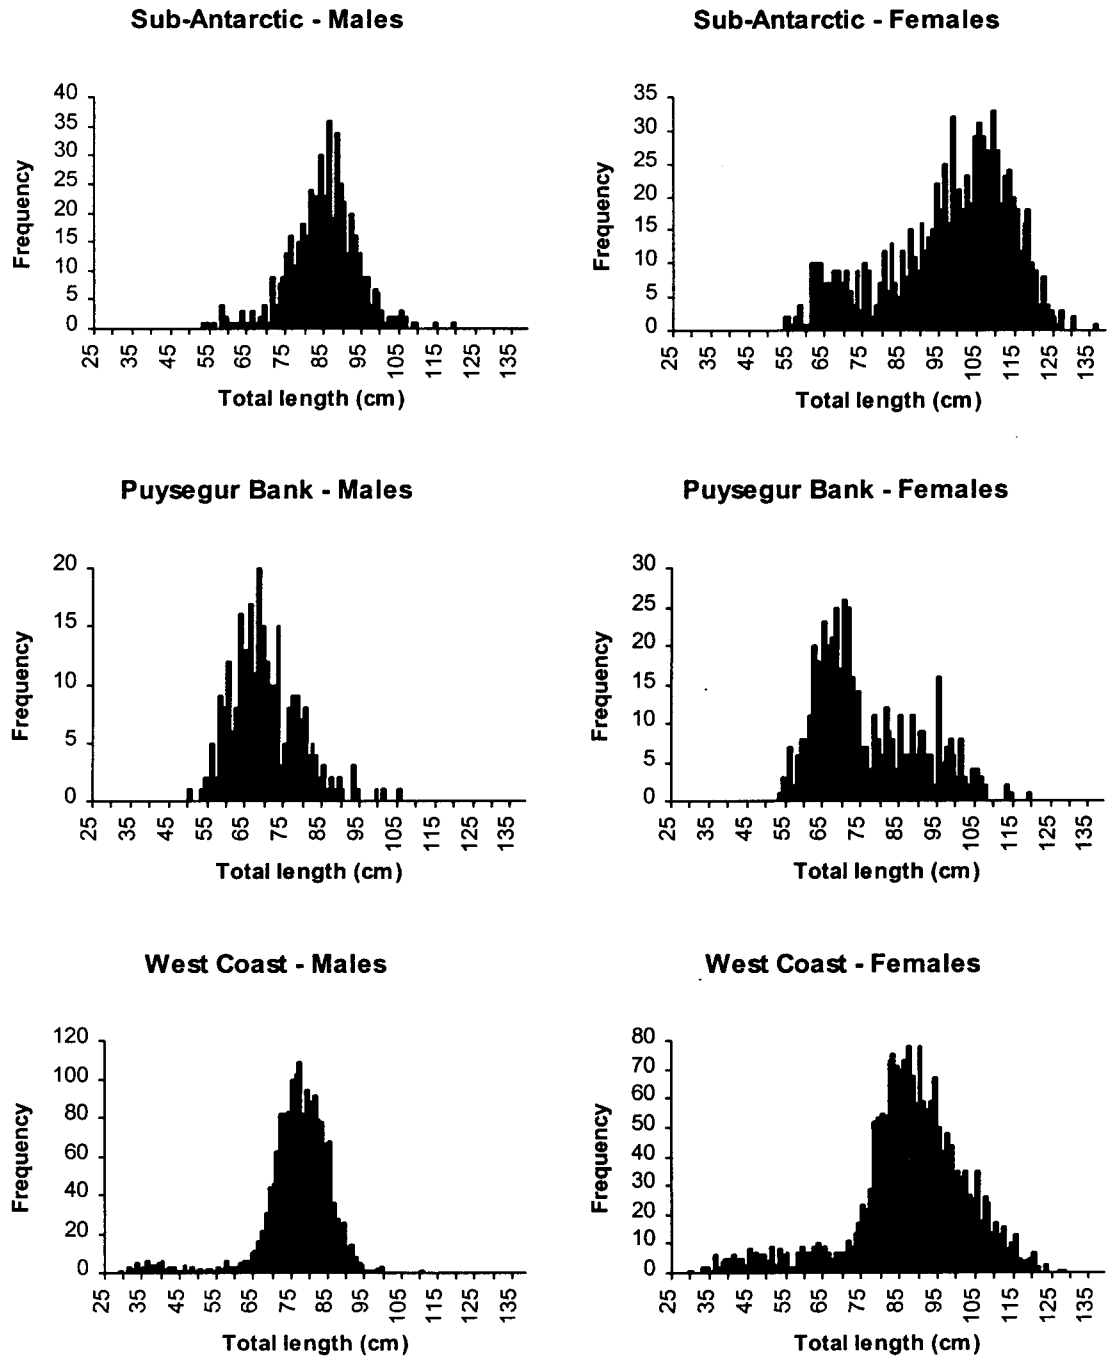 Sub-Antarctic - Males
Sub-Antarctic - Females
40
35
30
25
20
15
10
5
0
Frequency
25 35 45 55 65 75 85 95 105 115 125 135
Total length (cm)
35
30
25
20
15
10
5
0
Frequency
25 35 45 55 65 75 85 95 105 115 125 135
Total length (cm)
Puysegur Bank - Males
Puysegur Bank - Females
20
15
10
5
0
Frequency
25 35 45 55 65 75 85 95 105 115 125 135
Total length (cm)
30
25
20
15
10
5
0
Frequency
25 35 45 55 65 75 85 95 105 115 125 135
Total length (cm)
West Coast - Males
West Coast - Females
120
100
80
60
40
20
0
Frequency
25 35 45 55 65 75 85 95 105 115 125 135
Total length (cm)
80
70
60
50
40
30
20
10
0
Frequency
25 35 45 55 65 75 85 95 105 115 125 135
Total length (cm)